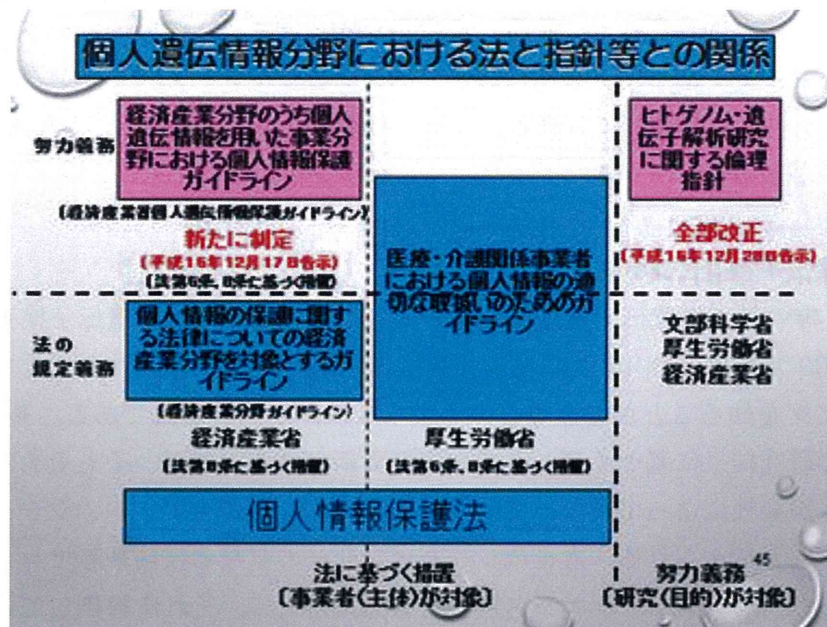 個人遺伝情報分野における法と指針等との関係
努力義務
経済産業分野のうち個人
遺伝情報を用いた事業分
野における個人情報保護
ガイドライン
(経済産業省個人遺伝情報保護ガイドライン)
新たに制定
(平成16年12月17日告示)
(法第6条、8条に基づく措置)
医療・介護関係事業者
における個人情報の適
切な取扱いのためのガ
イドライン
ヒトゲノム・遺
伝子解析研究
に関する倫理
指針
全部改正
(平成16年12月28日告示)
法の
規定義務
個人情報の保護に関す
る法律についての経済
産業分野を対象とするガ
イドライン
(経済産業分野ガイドライン)
経済産業省
(法第8条に基づく措置)
厚生労働省
(法第6条、8条に基づく措置)
文部科学省
厚生労働省
経済産業省
個人情報保護法
法に基づく措置
〔事業者(主体)が対象〕
努力義務
〔研究(目的)が対象〕
45